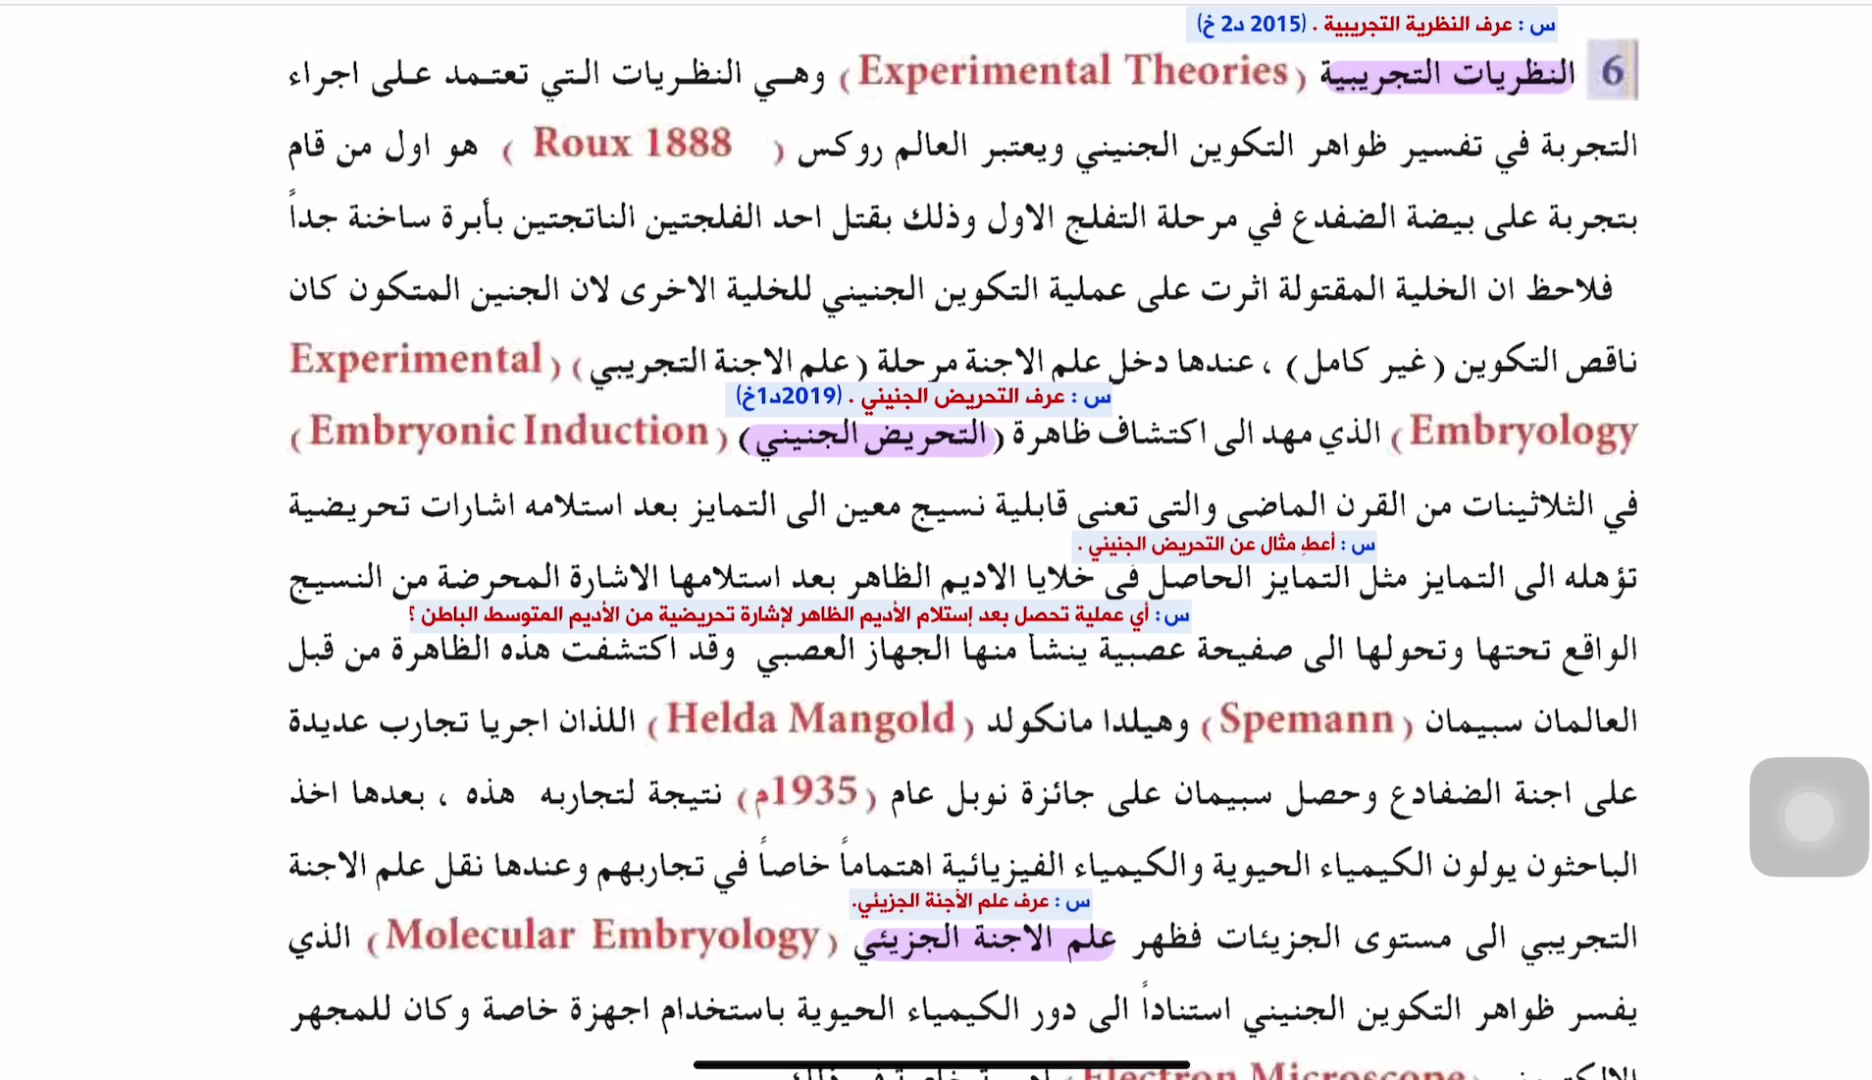 س : عرف النظرية التجريبية . (2015 د2 خ)
6 النظريات التجريبية (Experimental Theories) وهي النظريات التي تعتمد على اجراء
التجربة في تفسير ظواهر التكوين الجنيني ويعتبر العالم روكس ( Roux 1888 ) هو اول من قام
بتجربة على بيضة الضفدع في مرحلة التفلج الاول وذلك بقتل احد الفلجتين الناتجتين بأبرة ساخنة جداً
فلاحظ ان الخلية المقتولة اثرت على عملية التكوين الجنيني للخلية الاخرى لان الجنين المتكون كان
ناقص التكوين (غير كامل) ، عندها دخل علم الاجنة مرحلة (علم الاجنة التجريبي) (Experimental
س : عرف التحريض الجنيني . (2019د1خ)
Embryology) الذي مهد الى اكتشاف ظاهرة (التحريض الجنيني) (Embryonic Induction)
في الثلاثينات من القرن الماضي والتي تعني قابلية نسيج معين الى التمايز بعد استلامه اشارات تحريضية
س : أعطِ مثال عن التحريض الجنيني .
تؤهله الى التمايز مثل التمايز الحاصل في خلايا الاديم الظاهر بعد استلامها الاشارة المحرضة من النسيج
س : أي عملية تحصل بعد إستلام الأديم الظاهر لإشارة تحريضية من الأديم المتوسط الباطن ؟
الواقع تحتها وتحولها الى صفيحة عصبية ينشأ منها الجهاز العصبي وقد اكتشفت هذه الظاهرة من قبل
العالمان سبيمان (Spemann) وهيلدا مانكولد (Helda Mangold) اللذان اجريا تجارب عديدة
على اجنة الضفادع وحصل سبيمان على جائزة نوبل عام (1935م) نتيجة لتجاربه هذه ، بعدها اخذ
الباحثون يولون الكيمياء الحيوية والكيمياء الفيزيائية اهتماماً خاصاً في تجاربهم وعندها نقل علم الاجنة
س : عرف علم الأجنة الجزيئي.
التجريبي الى مستوى الجزيئات فظهر علم الاجنة الجزيئي (Molecular Embryology) الذي
يفسر ظواهر التكوين الجنيني استناداً الى دور الكيمياء الحيوية باستخدام اجهزة خاصة وكان للمجهر
Electron Microscope